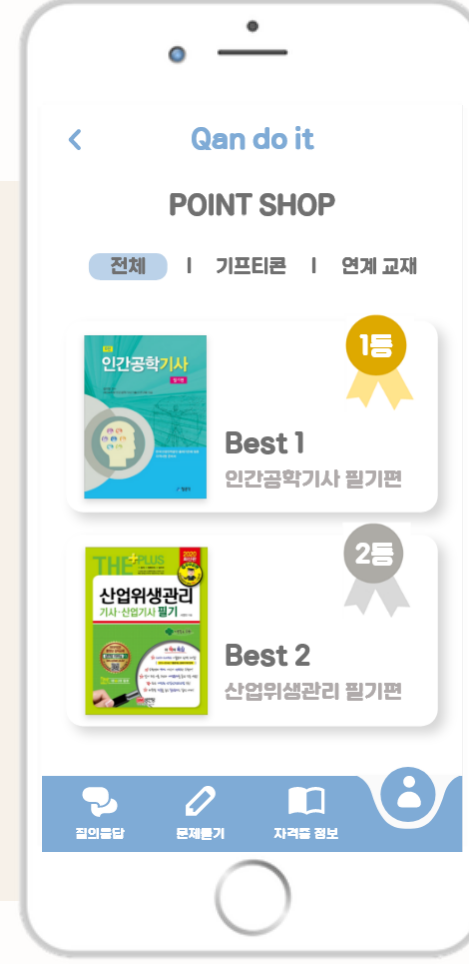 Qan do it
POINT SHOP
전체 | 기프티콘 | 연계 교재
인간공학기사
필기편
1등
Best 1
인간공학기사 필기편
THE+PLUS
산업위생관리
기사·산업기사 필기
2등
Best 2
산업위생관리 필기편
질의응답
문제풀기
자격증 정보